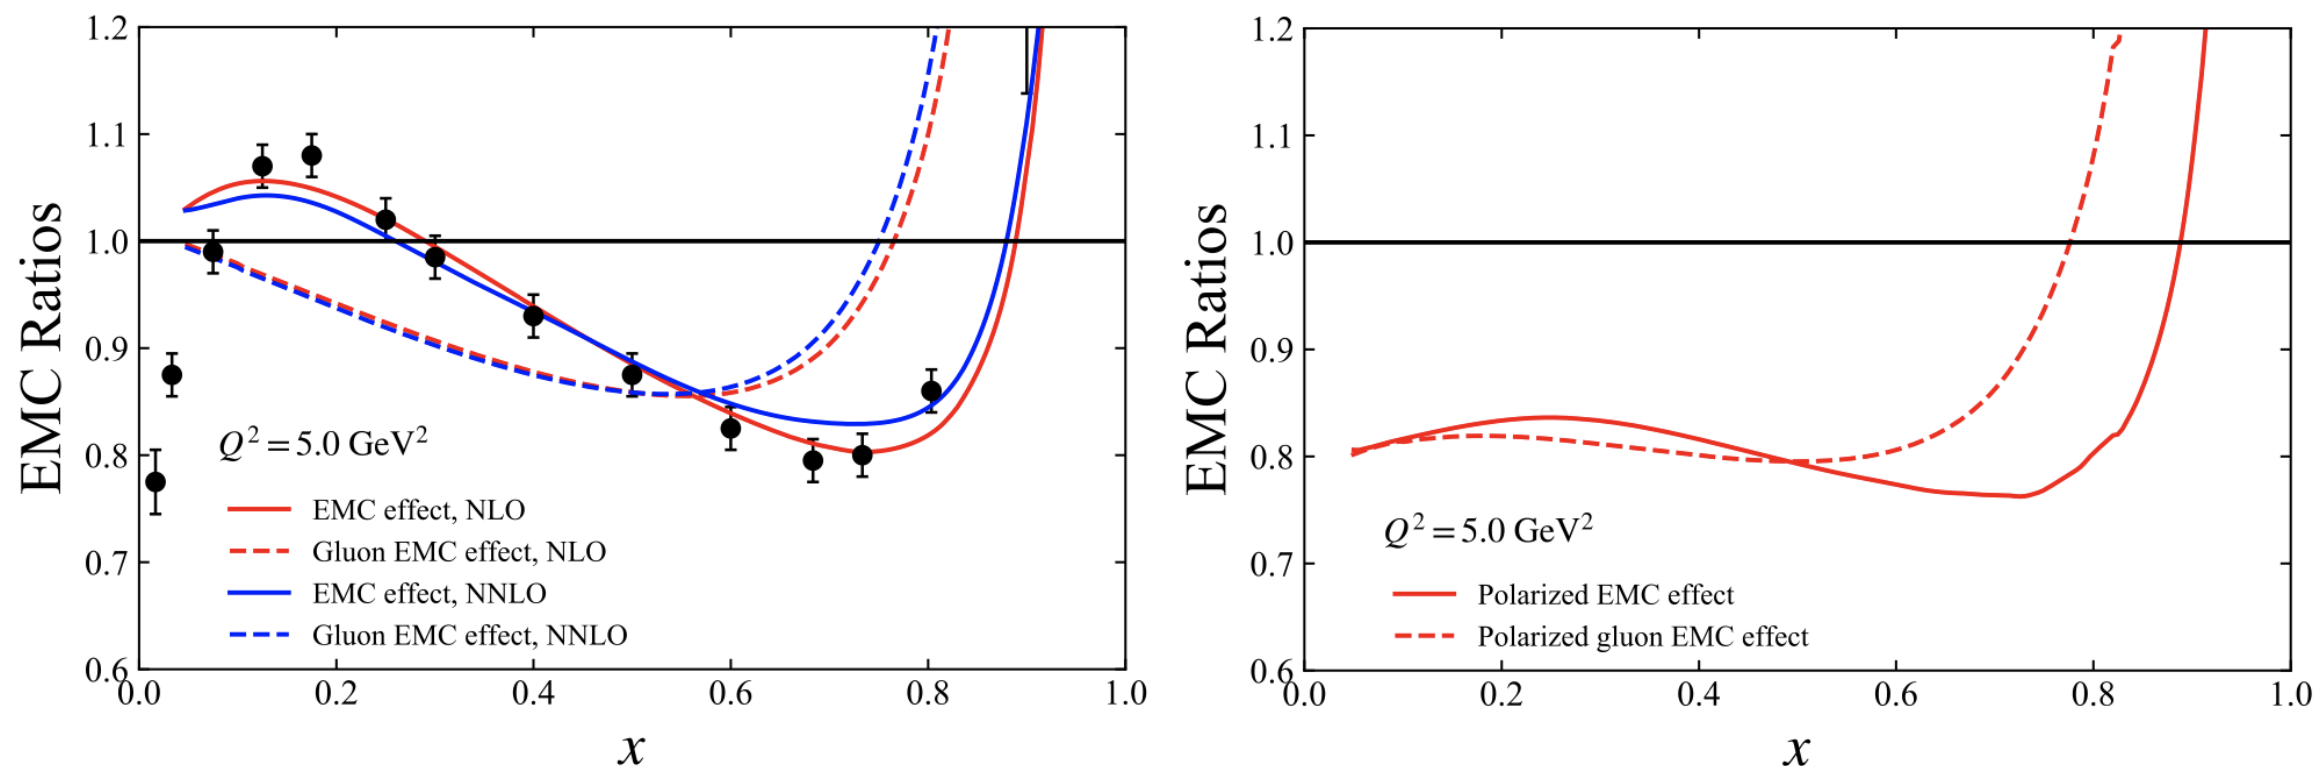 1.2
1.1
1.0
0.9
0.8
0.7
0.6
EMC Ratios
Q² = 5.0 GeV²
EMC effect, NLO
Gluon EMC effect, NLO
EMC effect, NNLO
Gluon EMC effect, NNLO
0.0 0.2 0.4 0.6 0.8 1.0
x
1.2
1.1
1.0
0.9
0.8
0.7
0.6
EMC Ratios
Q² = 5.0 GeV²
Polarized EMC effect
Polarized gluon EMC effect
0.0 0.2 0.4 0.6 0.8 1.0
x